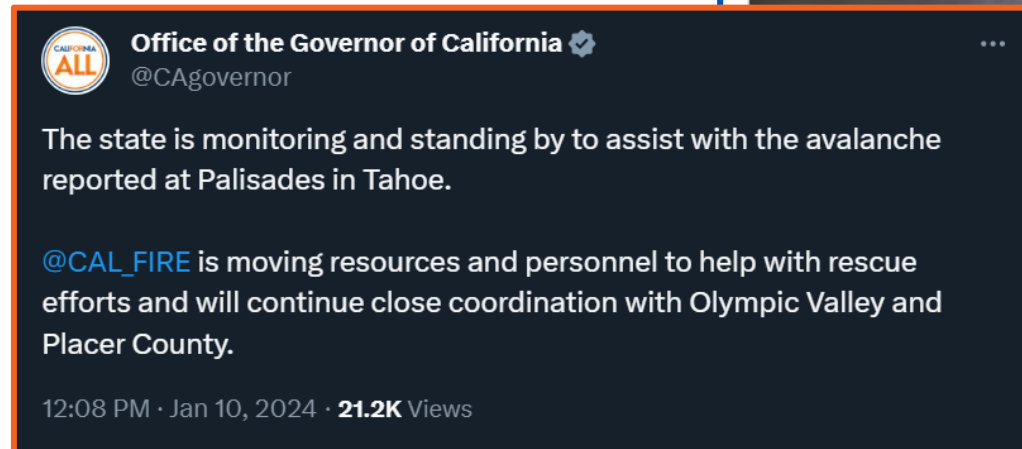 CALIFORNIA
ALL
Office of the Governor of California
@CAgovernor
The state is monitoring and standing by to assist with the avalanche
reported at Palisades in Tahoe.
@CAL_FIRE is moving resources and personnel to help with rescue
efforts and will continue close coordination with Olympic Valley and
Placer County.
12:08 PM · Jan 10, 2024 · 21.2K Views